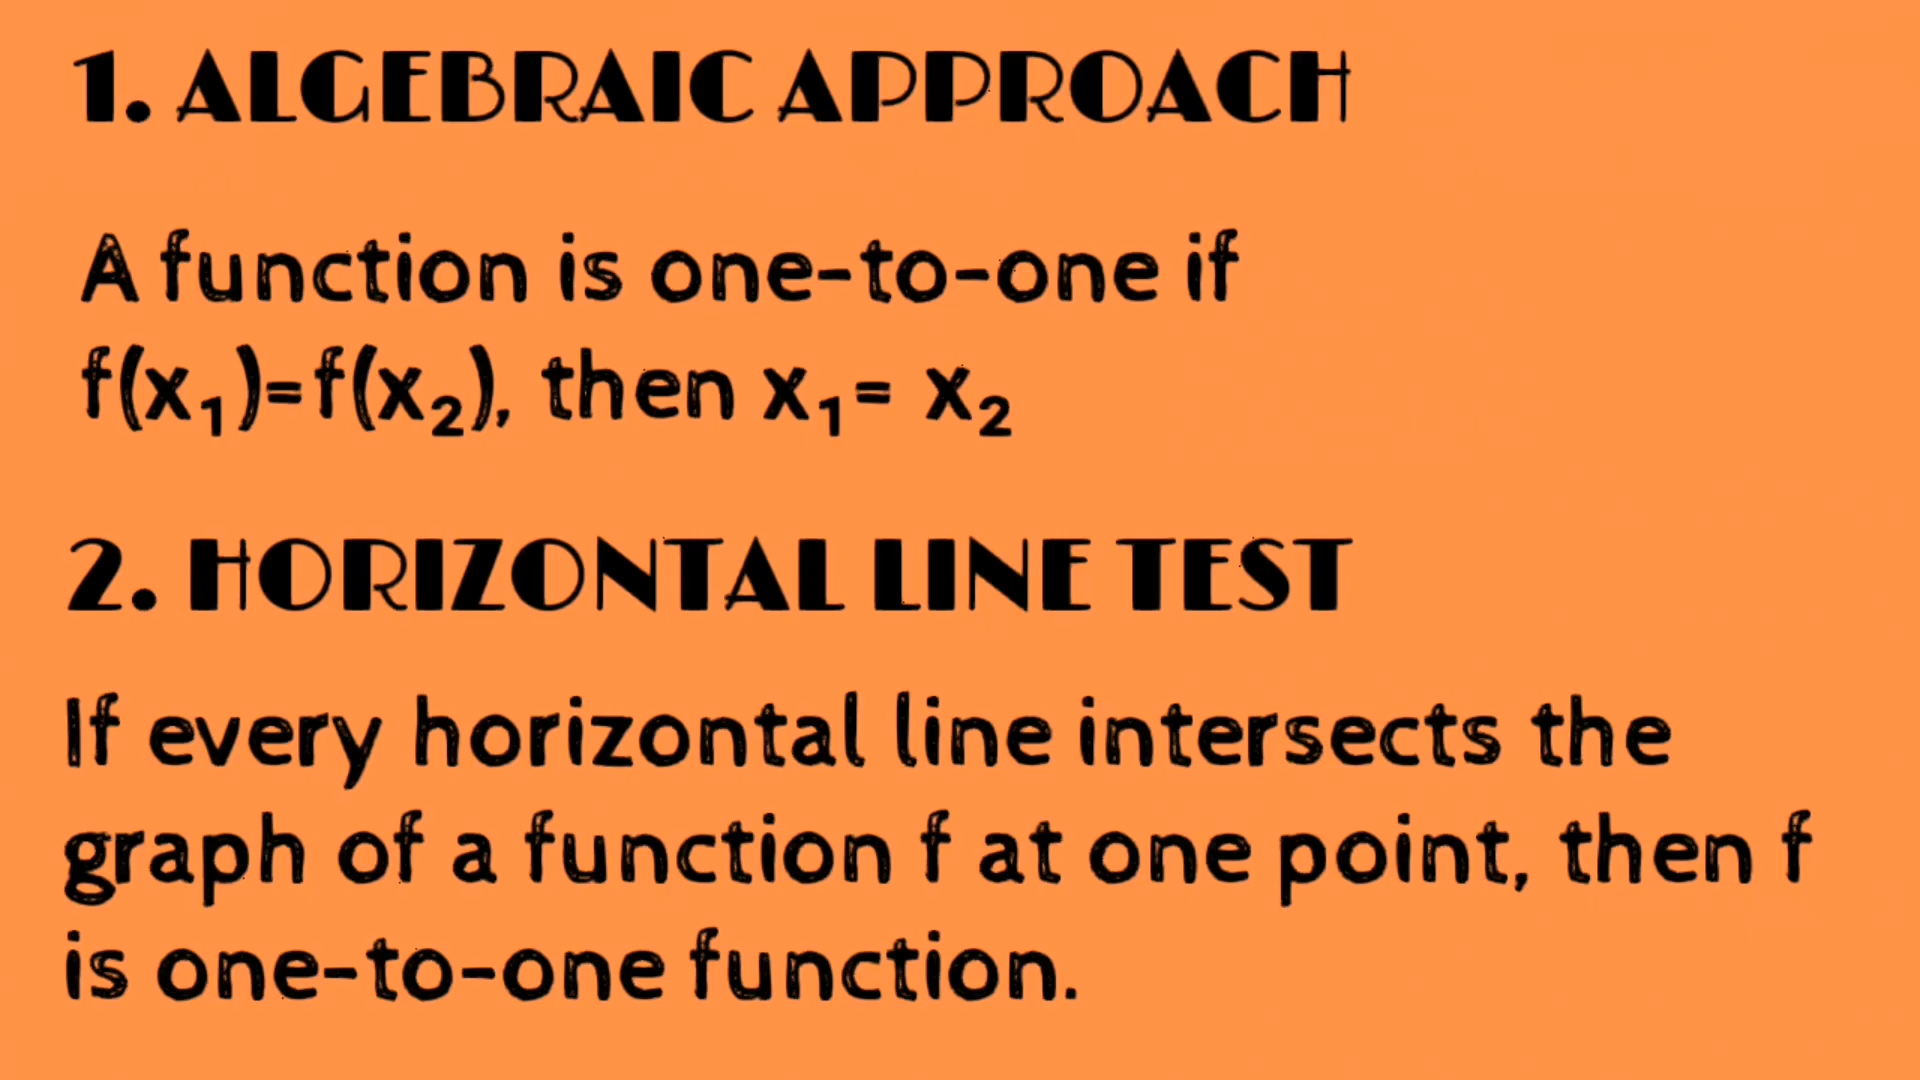 1. ALGEBRAIC APPROACH
A function is one-to-one if
f(x₁)=f(x₂), then x₁= x₂
2. HORIZONTAL LINE TEST
If every horizontal line intersects the
graph of a function f at one point, then f
is one-to-one function.